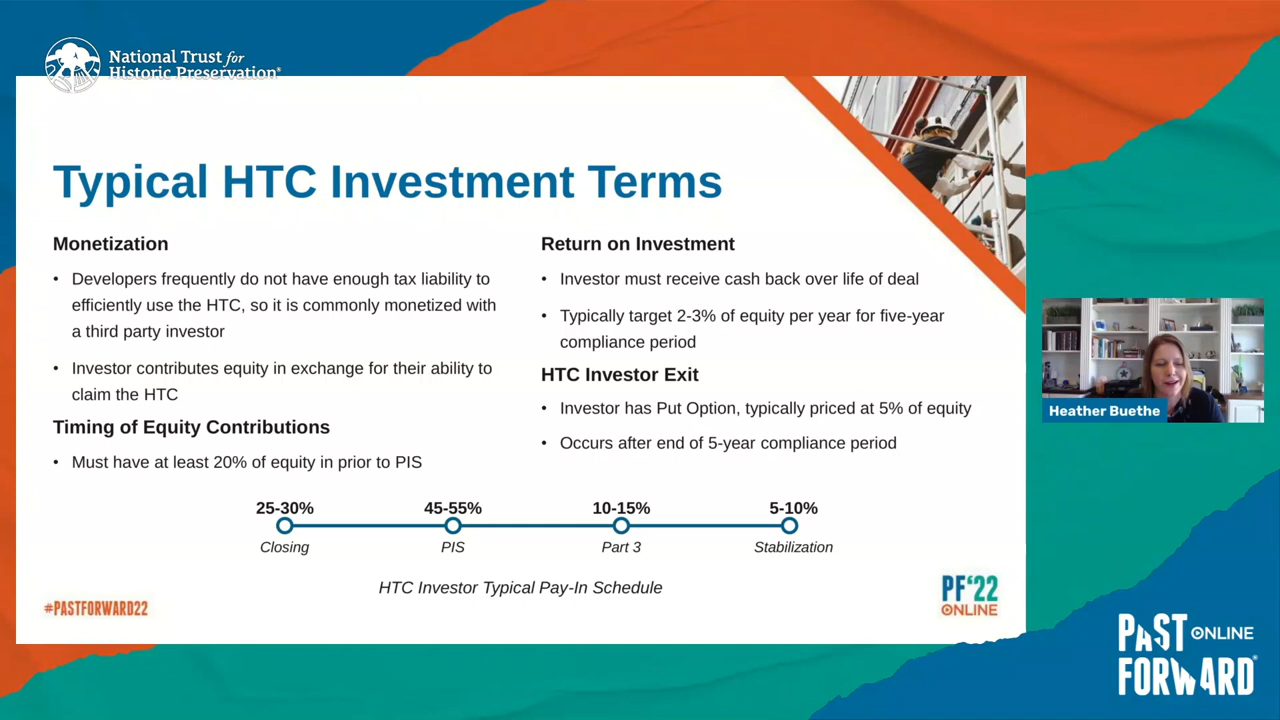 National Trust for
Historic Preservation®
Typical HTC Investment Terms
Monetization
• Developers frequently do not have enough tax liability to
efficiently use the HTC, so it is commonly monetized with
a third party investor
• Investor contributes equity in exchange for their ability to
claim the HTC
Timing of Equity Contributions
• Must have at least 20% of equity in prior to PIS
Return on Investment
• Investor must receive cash back over life of deal
• Typically target 2-3% of equity per year for five-year
compliance period
HTC Investor Exit
• Investor has Put Option, typically priced at 5% of equity
• Occurs after end of 5-year compliance period
25-30% 45-55% 10-15% 5-10%
Closing PIS Part 3 Stabilization
HTC Investor Typical Pay-In Schedule
#PASTFORWARD22
PF‘22
ONLINE
Heather Buethe
PAST ONLINE
FORWARD®